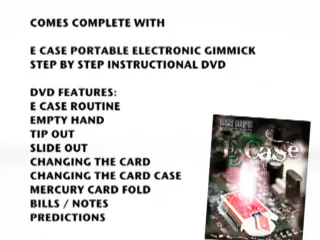 COMES COMPLETE WITH
E CASE PORTABLE ELECTRONIC GIMMICK
STEP BY STEP INSTRUCTIONAL DVD
DVD FEATURES:
E CASE ROUTINE
EMPTY HAND
TIP OUT
SLIDE OUT
CHANGING THE CARD
CHANGING THE CARD CASE
MERCURY CARD FOLD
BILLS / NOTES
PREDICTIONS
E Case